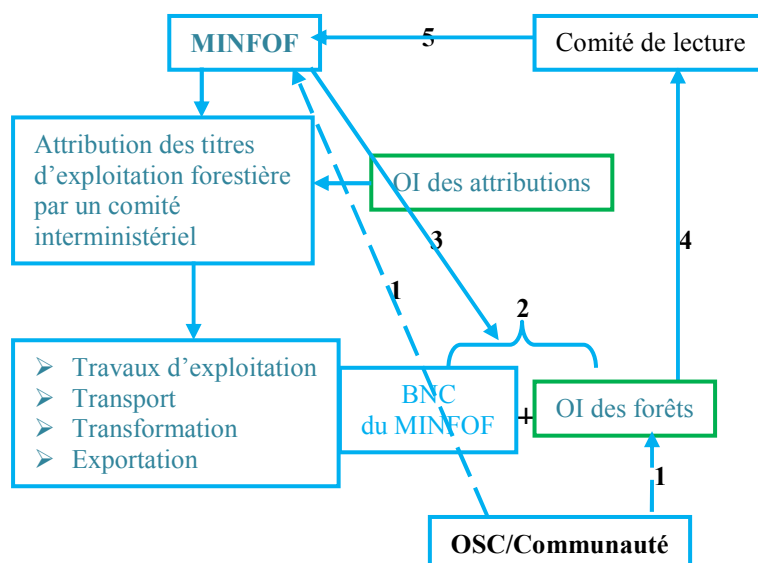 MINFOF
5
Comité de lecture
Attribution des titres
d’exploitation forestière
par un comité
interministériel
OI des attributions
3
4
1
2
➢ Travaux d’exploitation
➢ Transport
➢ Transformation
➢ Exportation
BNC
du MINFOF
+
OI des forêts
1
OSC/Communauté